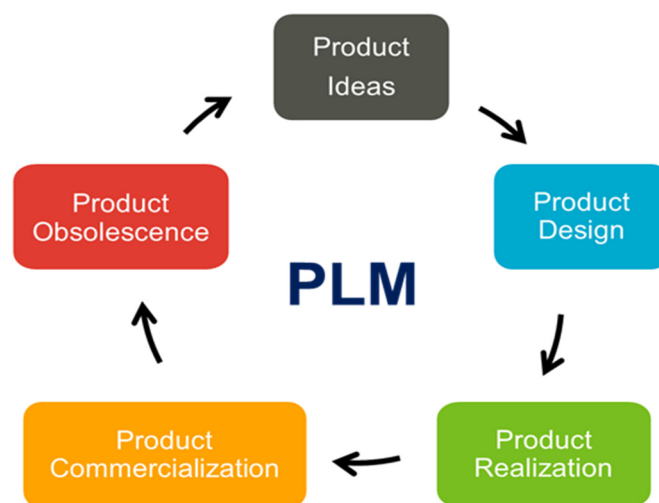 Product
Ideas
Product
Design
Product
Realization
Product
Commercialization
Product
Obsolescence
PLM